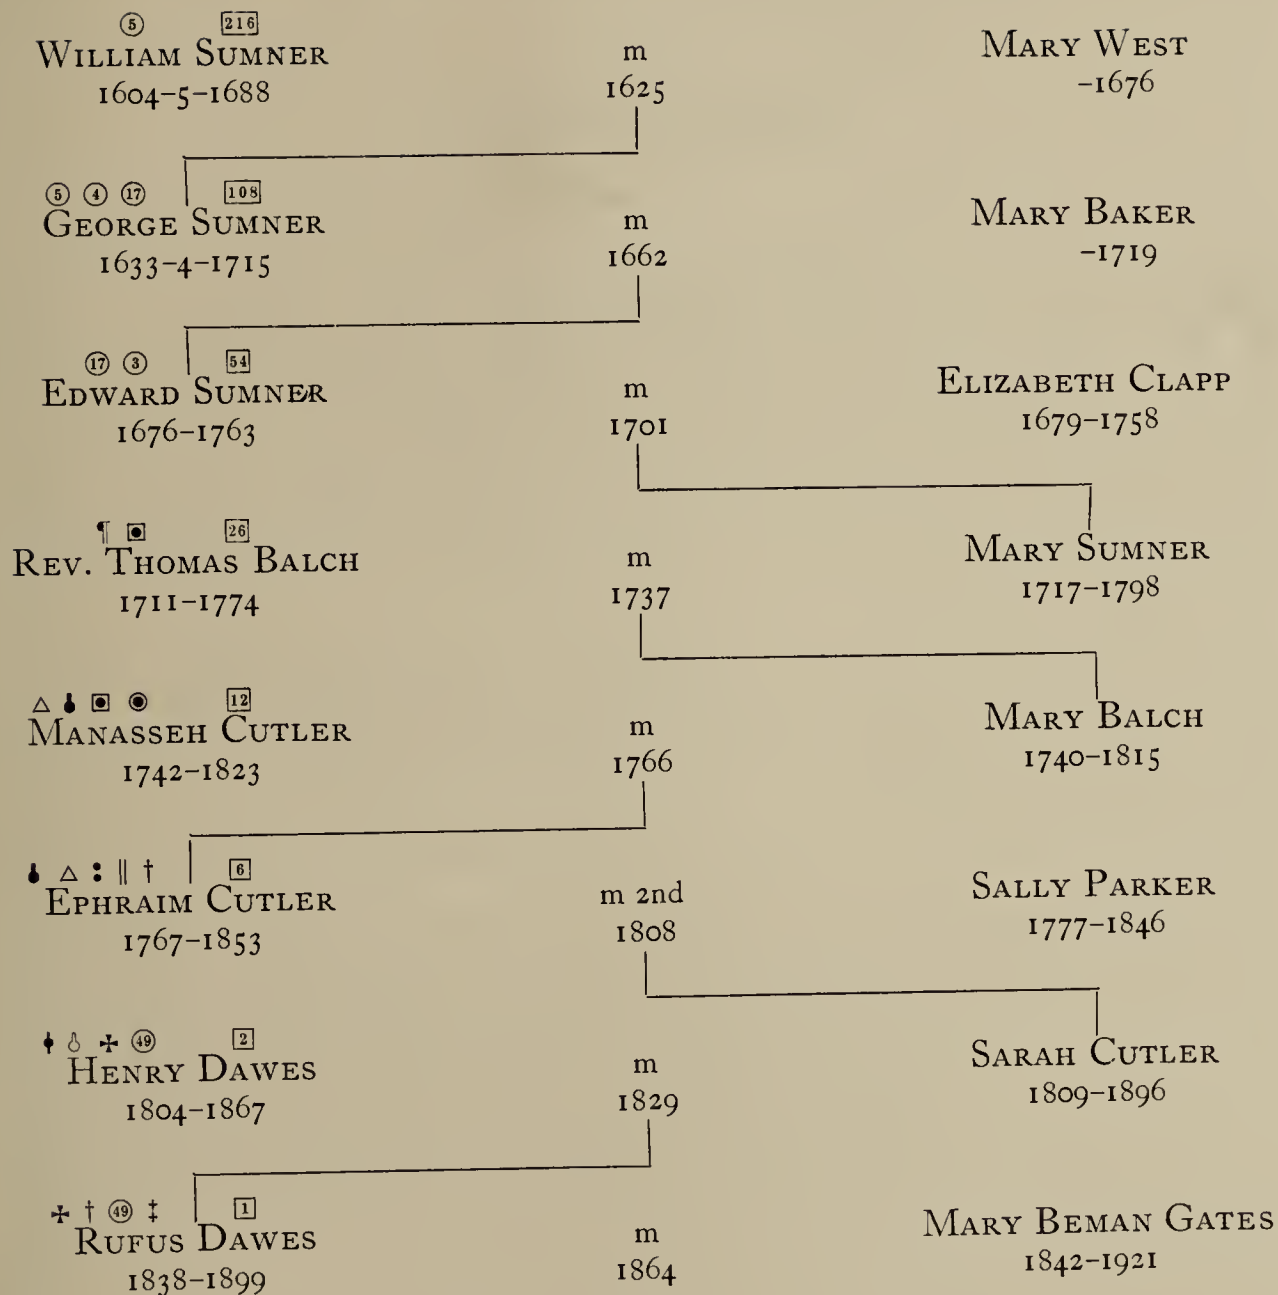 ⑤ 216
WILLIAM SUMNER m MARY WEST
1604-5-1688 1625 -1676
⑤ ④ ⑰ 108
GEORGE SUMNER m MARY BAKER
1633-4-1715 1662 -1719
⑰ ③ 54
EDWARD SUMNER m ELIZABETH CLAPP
1676-1763 1701 1679-1758
¶ 26
REV. THOMAS BALCH m MARY SUMNER
1711-1774 1737 1717-1798
12
MANASSEH CUTLER m MARY BALCH
1742-1823 1766 1740-1815
‖ † 6
EPHRAIM CUTLER m 2nd SALLY PARKER
1767-1853 1808 1777-1846
㊾ 2
HENRY DAWES m SARAH CUTLER
1804-1867 1829 1809-1896
† ㊾ ‡ 1
RUFUS DAWES m MARY BEMAN GATES
1838-1899 1864 1842-1921